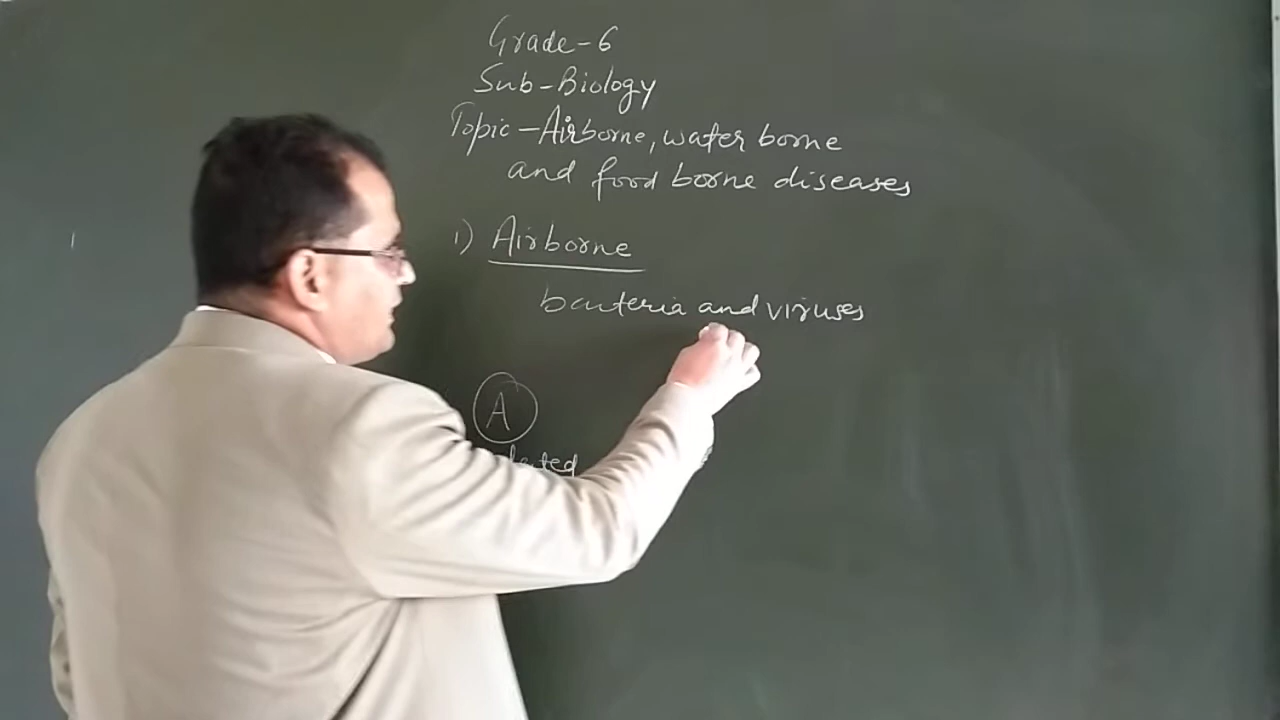 Grade-6
Sub-Biology
Topic-Airborne, water borne
and food borne diseases
1) Airborne
bacteria and viruses
A